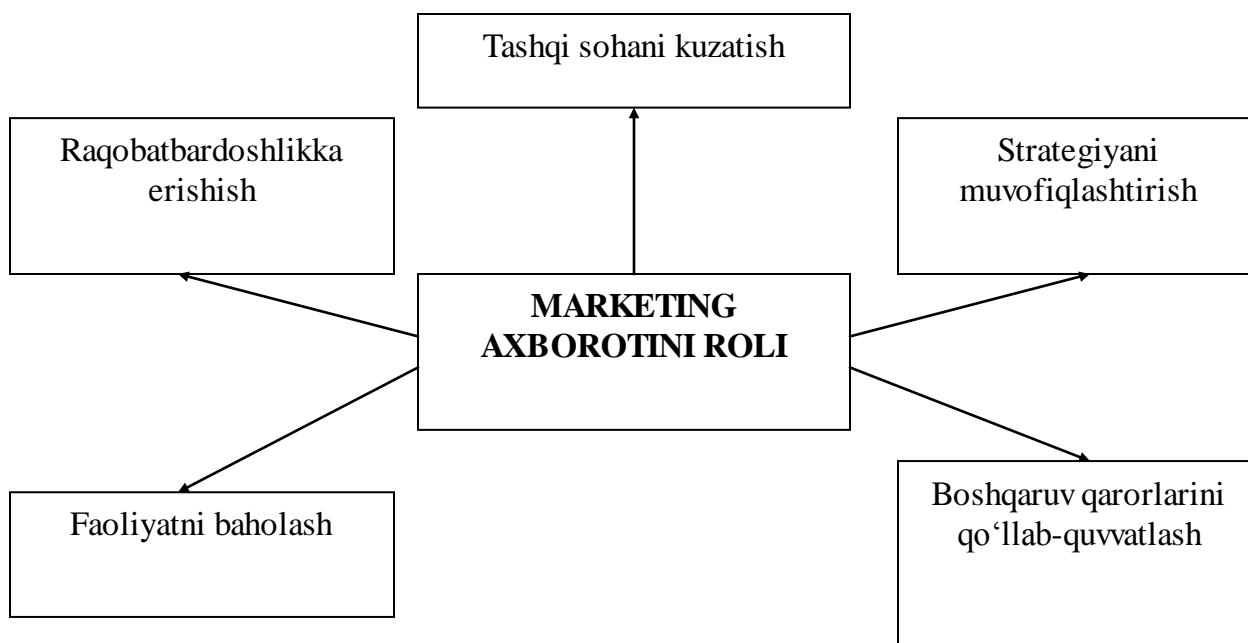 Tashqi sohani kuzatish
Raqobatbardoshlikka
erishish
Strategiyani
muvofiqlashtirish
MARKETING
AXBOROTINI ROLI
Faoliyatni baholash
Boshqaruv qarorlarini
qo‘llab-quvvatlash